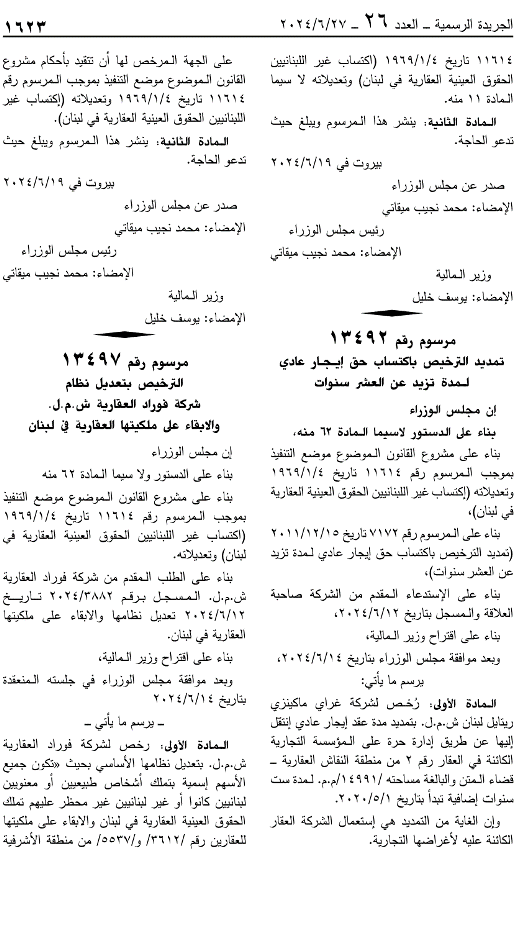 الجريدة الرسمية ــ العدد ٢٦ ــ ٢٠٢٤/٦/٢٧
١٦٢٣
١١٦١٤ تاريخ ١٩٦٩/١/٤ (اكتساب غير اللبنانيين
الحقوق العينية العقارية في لبنان) وتعديلاته لا سيما
المادة ١١ منه.
المـادة الثانية: ينشر هذا المرسوم ويبلغ حيث
تدعو الحاجة.
بيروت في ٢٠٢٤/٦/١٩
صدر عن مجلس الوزراء
الإمضاء: محمد نجيب ميقاتي
رئيس مجلس الوزراء
الإمضاء: محمد نجيب ميقاتي
وزير المالية
الإمضاء: يوسف خليل
مرسوم رقم ١٣٤٩٢
تمديد الترخيص باكتساب حق إيجار عادي
لمدة تزيد عن العشر سنوات
إن مجلس الوزراء
بناء على الدستور لاسيما المادة ٦٢ منه،
بناء على مشروع القانون الموضوع موضع التنفيذ
بموجب المرسوم رقم ١١٦١٤ تاريخ ١٩٦٩/١/٤
وتعديلاته (إكتساب غير اللبنانيين الحقوق العينية العقارية
في لبنان)،
بناء على المرسوم رقم ٧١٧٢ تاريخ ٢٠١١/١٢/١٥
(تمديد الترخيص باكتساب حق إيجار عادي لمدة تزيد
عن العشر سنوات)،
بناء على الإستدعاء المقدم من الشركة صاحبة
العلاقة والمسجل بتاريخ ٢٠٢٤/٦/١٢،
بناء على اقتراح وزير المالية،
وبعد موافقة مجلس الوزراء بتاريخ ٢٠٢٤/٦/١٤،
يرسم ما يأتي:
المـادة الأولى: رُخص لشركة غراي ماكينزي
ريتايل لبنان ش.م.ل. بتمديد مدة عقد إيجار عادي إنتقل
إليها عن طريق إدارة حرة على المؤسسة التجارية
الكائنة في العقار رقم ٢ من منطقة النقاش العقارية ــ
قضاء المتن والبالغة مساحته /١٤٩٩١/م.م. لمدة ست
سنوات إضافية تبدأ بتاريخ ٢٠٢٠/٥/١.
وإن الغاية من التمديد هي إستعمال الشركة العقار
الكائنة عليه لأغراضها التجارية.
على الجهة المرخص لها أن تتقيد بأحكام مشروع
القانون الموضوع موضع التنفيذ بموجب المرسوم رقم
١١٦١٤ تاريخ ١٩٦٩/١/٤ وتعديلاته (إكتساب غير
اللبنانيين الحقوق العينية العقارية في لبنان).
المـادة الثانية: ينشر هذا المرسوم ويبلغ حيث
تدعو الحاجة.
بيروت في ٢٠٢٤/٦/١٩
صدر عن مجلس الوزراء
الإمضاء: محمد نجيب ميقاتي
رئيس مجلس الوزراء
الإمضاء: محمد نجيب ميقاتي
وزير المالية
الإمضاء: يوسف خليل
مرسوم رقم ١٣٤٩٧
الترخيص بتعديل نظام
شركة فوراد العقارية ش.م.ل.
والابقاء على ملكيتها العقارية في لبنان
إن مجلس الوزراء
بناء على الدستور ولا سيما المادة ٦٢ منه
بناء على مشروع القانون الموضوع موضع التنفيذ
بموجب المرسوم رقم ١١٦١٤ تاريخ ١٩٦٩/١/٤
(اكتساب غير اللبنانيين الحقوق العينية العقارية في
لبنان) وتعديلاته.
بناء على الطلب المقدم من شركة فوراد العقارية
ش.م.ل. المسجل برقم ٢٠٢٤/٣٨٨٢ تاريخ
٢٠٢٤/٦/١٢ تعديل نظامها والابقاء على ملكيتها
العقارية في لبنان.
بناء على اقتراح وزير المالية،
وبعد موافقة مجلس الوزراء في جلسته المنعقدة
بتاريخ ٢٠٢٤/٦/١٤
ــ يرسم ما يأتي ــ
المـادة الأولى: رخص لشركة فوراد العقارية
ش.م.ل. بتعديل نظامها الأساسي بحيث «تكون جميع
الأسهم إسمية بتملك أشخاص طبيعيين أو معنويين
لبنانيين كانوا أو غير لبنانيين غير محظر عليهم تملك
الحقوق العينية العقارية في لبنان والابقاء على ملكيتها
للعقارين رقم /٣٦١٢/ و/٥٥٣٧/ من منطقة الأشرفية